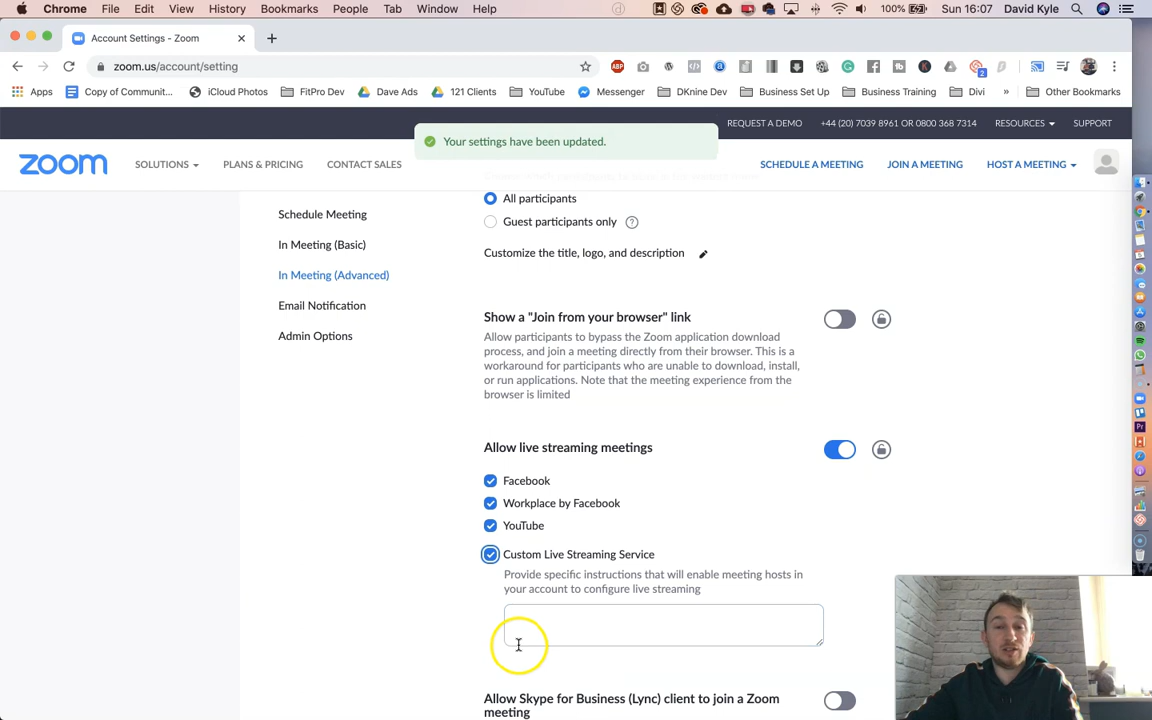 Chrome File Edit View History Bookmarks People Tab Window Help 100% Sun 16:07 David Kyle
Account Settings - Zoom
zoom.us/account/setting
Apps Copy of Communit... iCloud Photos FitPro Dev Dave Ads 121 Clients YouTube Messenger DKnine Dev Business Set Up Business Training Divi » Other Bookmarks
REQUEST A DEMO +44 (20) 7039 8961 OR 0800 368 7314 RESOURCES SUPPORT
Your settings have been updated.
zoom SOLUTIONS PLANS & PRICING CONTACT SALES SCHEDULE A MEETING JOIN A MEETING HOST A MEETING
Schedule Meeting
In Meeting (Basic)
In Meeting (Advanced)
Email Notification
Admin Options
All participants
Guest participants only ?
Customize the title, logo, and description
Show a "Join from your browser" link
Allow participants to bypass the Zoom application download
process, and join a meeting directly from their browser. This is a
workaround for participants who are unable to download, install,
or run applications. Note that the meeting experience from the
browser is limited
Allow live streaming meetings
Facebook
Workplace by Facebook
YouTube
Custom Live Streaming Service
Provide specific instructions that will enable meeting hosts in
your account to configure live streaming
Allow Skype for Business (Lync) client to join a Zoom
meeting